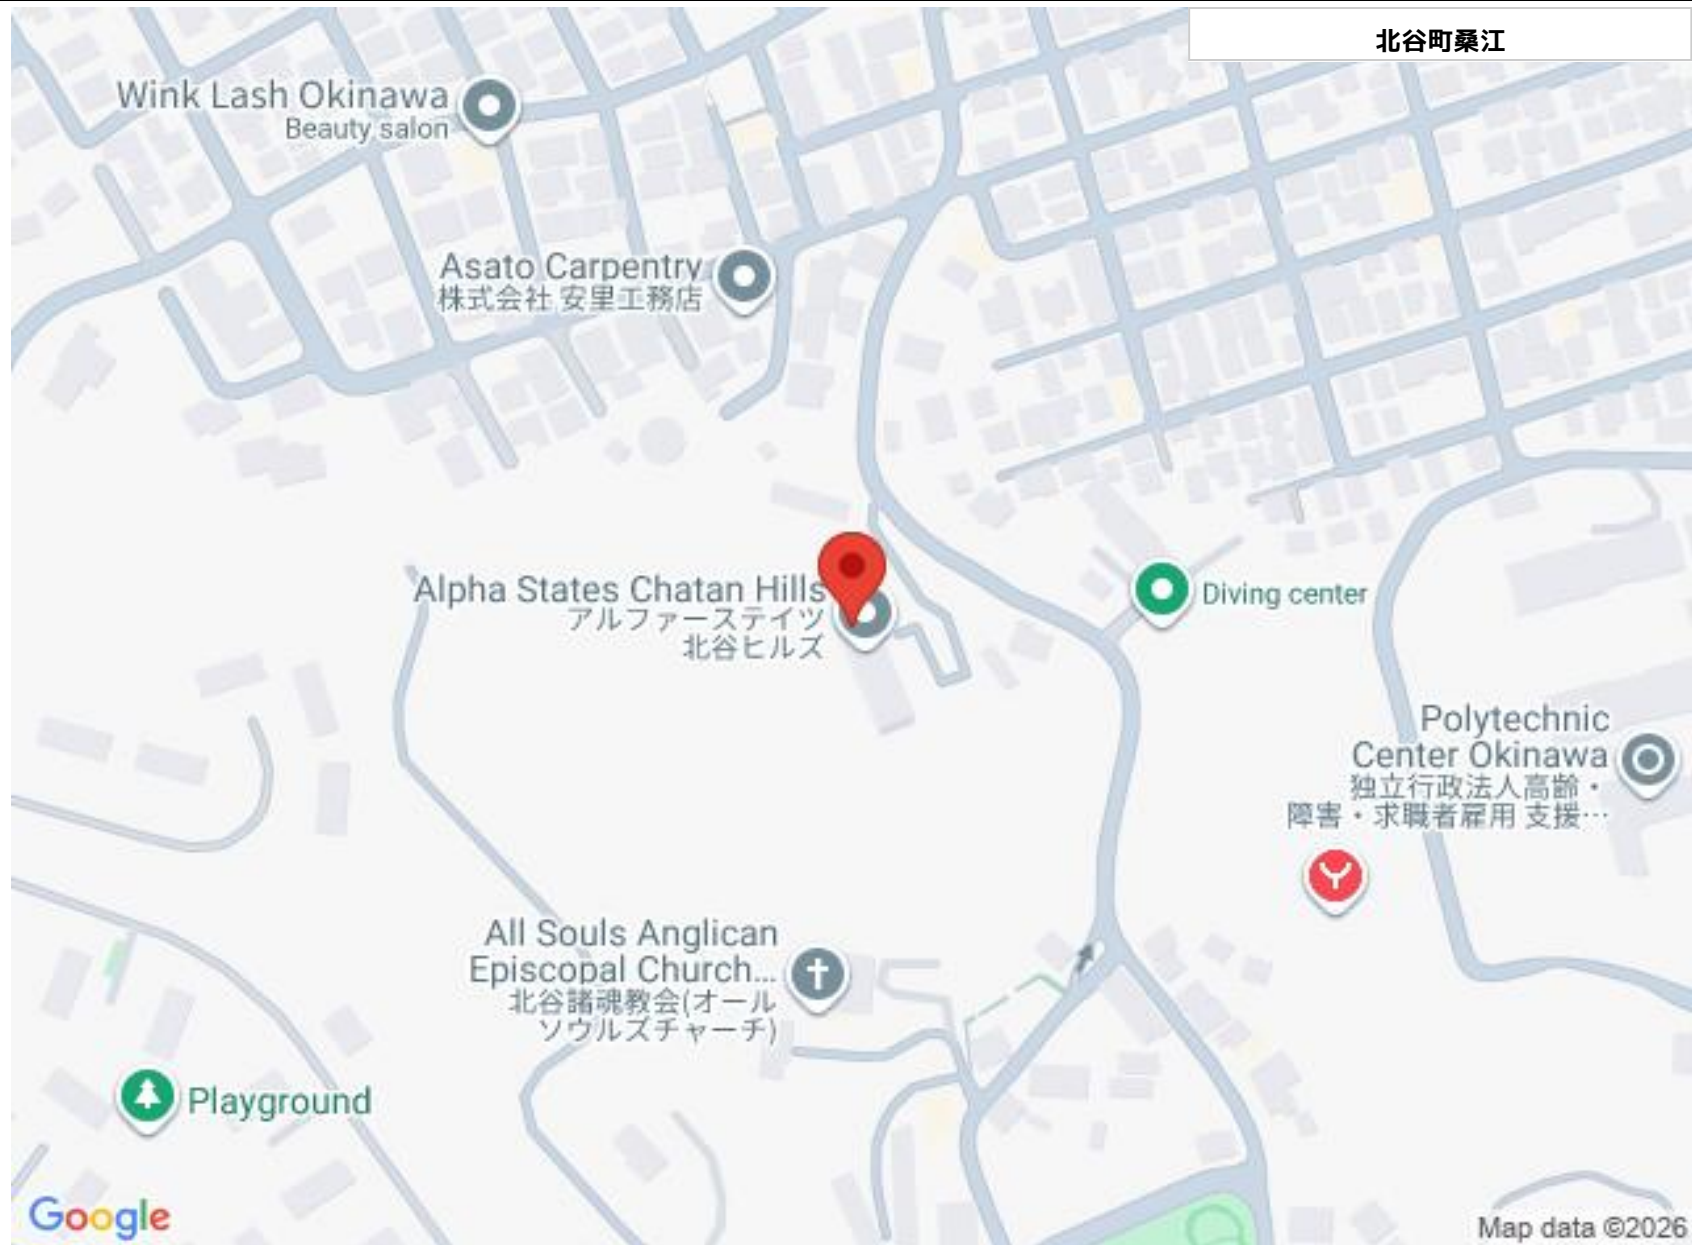 北谷町桑江
Wink Lash Okinawa
Beauty salon
Asato Carpentry
株式会社 安里工務店
Alpha States Chatan Hills
アルファーステイツ
北谷ヒルズ
Diving center
Polytechnic
Center Okinawa
独立行政法人高齢・
障害・求職者雇用 支援…
All Souls Anglican
Episcopal Church...
北谷諸魂教会(オール
ソウルズチャーチ)
Playground
Google
Map data ©2026